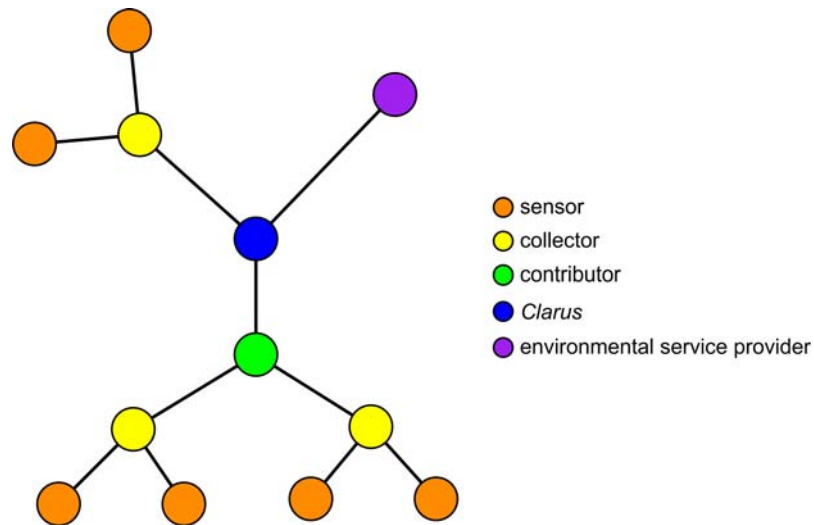 sensor
collector
contributor
Clarus
environmental service provider